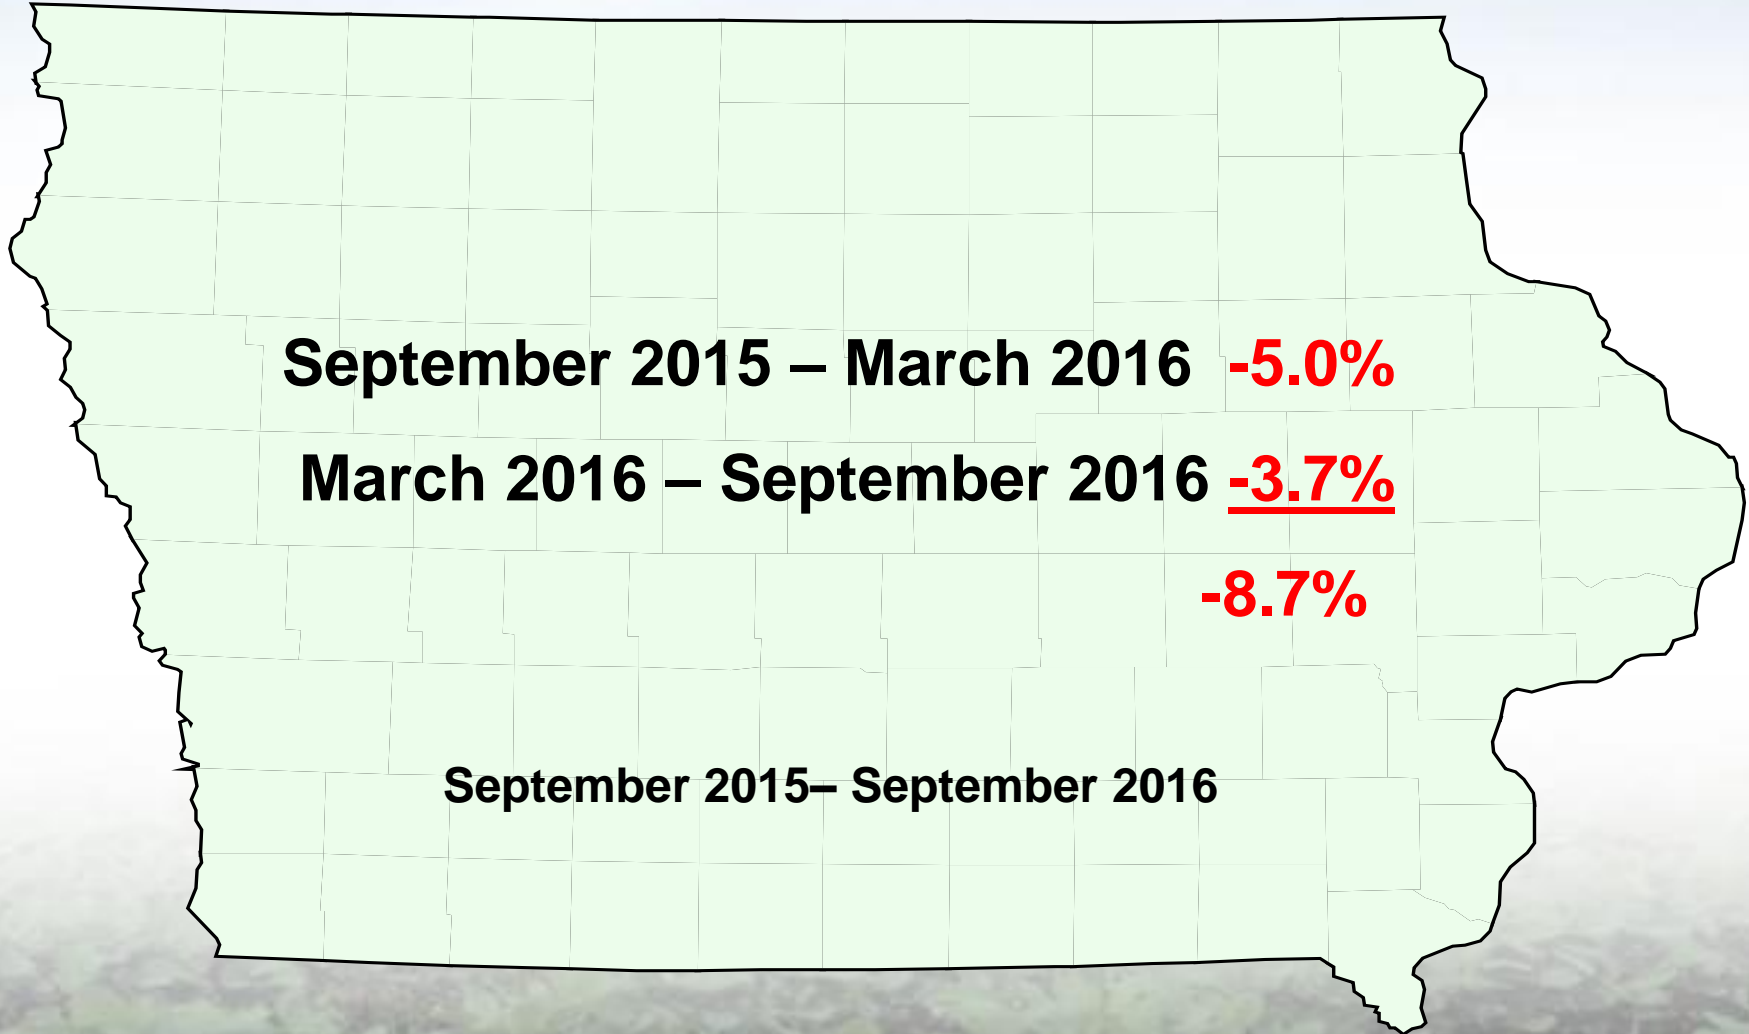 September 2015 – March 2016 -5.0%
March 2016 – September 2016 -3.7%
-8.7%
September 2015– September 2016